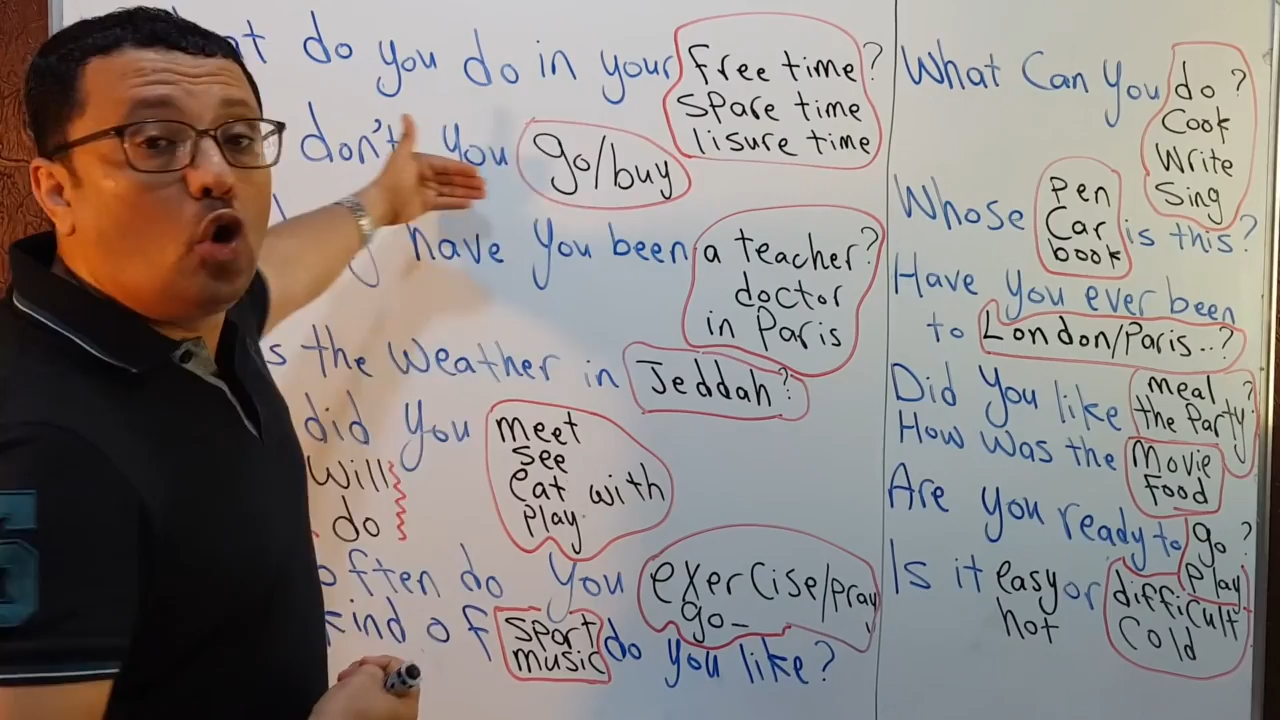 do you do in your free time?
spare time
lisure time
don't you go/buy
have you been a teacher?
doctor
in Paris
the weather in Jeddah?
did you meet
see
eat with
play
will
do
often do you exercise/pray
go_
kind of sport do you like?
music
What Can You do?
Cook
Write
Sing
Whose pen is this?
Car
book
Have you ever been
to London/Paris..?
Did You like meal?
the Party
How Was the Movie
food
Are you ready to go?
play
Is it easy or difficult
hot Cold